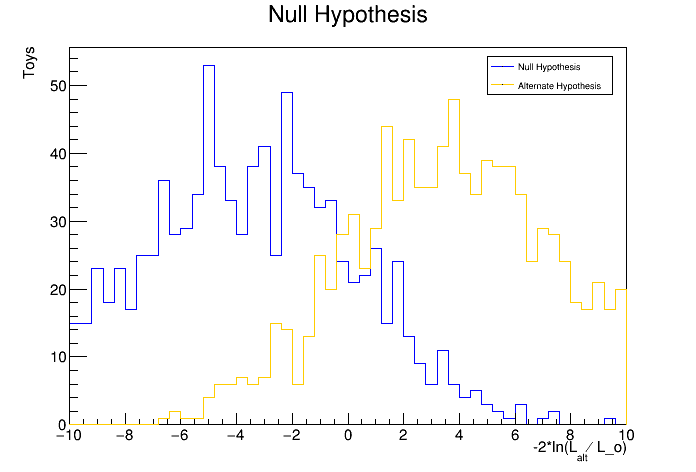 Null Hypothesis
Toys
Null Hypothesis
Alternate Hypothesis
50
40
30
20
10
0
−10 −8 −6 −4 −2 0 2 4 6 8 10
-2*ln(L_alt / L_o)